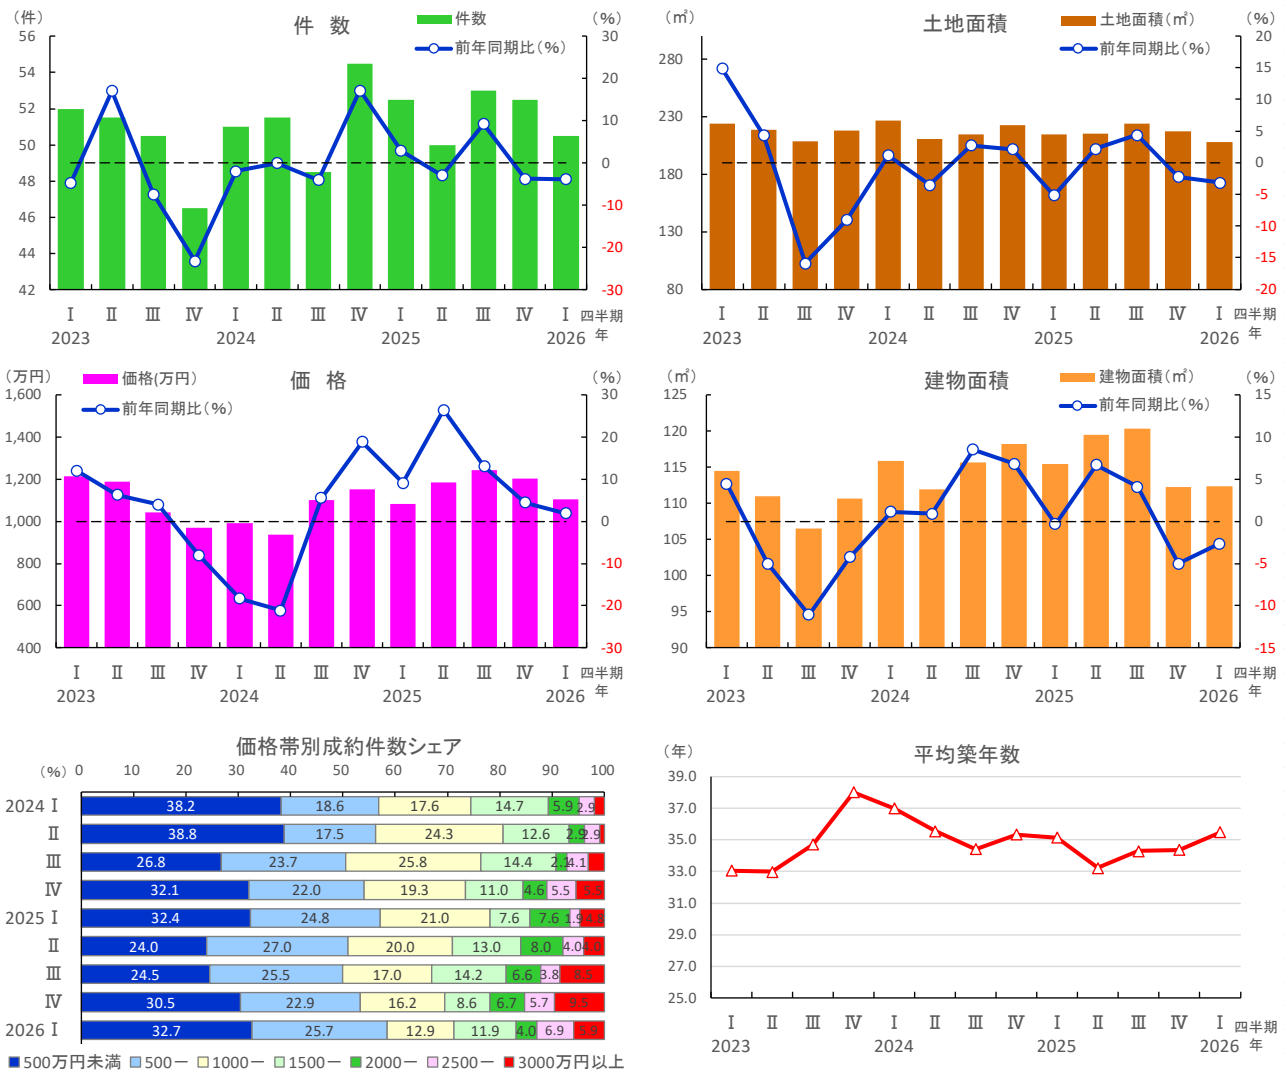 件 数
(件)
(%)
件数
前年同期比(%)
56
54
52
50
48
46
44
42
30
20
10
0
-10
-20
-30
Ⅰ Ⅱ Ⅲ Ⅳ Ⅰ Ⅱ Ⅲ Ⅳ Ⅰ Ⅱ Ⅲ Ⅳ Ⅰ 四半期
2023 2024 2025 2026 年
土地面積
(㎡)
(%)
土地面積(㎡)
前年同期比(%)
280
230
180
130
80
20
15
10
5
0
-5
-10
-15
-20
Ⅰ Ⅱ Ⅲ Ⅳ Ⅰ Ⅱ Ⅲ Ⅳ Ⅰ Ⅱ Ⅲ Ⅳ Ⅰ 四半期
2023 2024 2025 2026 年
価 格
(万円)
(%)
価格(万円)
前年同期比(%)
1,600
1,400
1,200
1,000
800
600
400
30
20
10
0
-10
-20
-30
Ⅰ Ⅱ Ⅲ Ⅳ Ⅰ Ⅱ Ⅲ Ⅳ Ⅰ Ⅱ Ⅲ Ⅳ Ⅰ 四半期
2023 2024 2025 2026 年
建物面積
(㎡)
(%)
建物面積(㎡)
前年同期比(%)
125
120
115
110
105
100
95
90
15
10
5
0
-5
-10
-15
Ⅰ Ⅱ Ⅲ Ⅳ Ⅰ Ⅱ Ⅲ Ⅳ Ⅰ Ⅱ Ⅲ Ⅳ Ⅰ 四半期
2023 2024 2025 2026 年
価格帯別成約件数シェア
(%) 0 10 20 30 40 50 60 70 80 90 100
2024 Ⅰ 38.2 18.6 17.6 14.7 5.9 2.9
Ⅱ 38.8 17.5 24.3 12.6 2.9 2.9
Ⅲ 26.8 23.7 25.8 14.4 2.1 4.1
Ⅳ 32.1 22.0 19.3 11.0 4.6 5.5 5.5
2025 Ⅰ 32.4 24.8 21.0 7.6 7.6 1.9 4.8
Ⅱ 24.0 27.0 20.0 13.0 8.0 4.0 4.0
Ⅲ 24.5 25.5 17.0 14.2 6.6 3.8 8.5
Ⅳ 30.5 22.9 16.2 8.6 6.7 5.7 9.5
2026 Ⅰ 32.7 25.7 12.9 11.9 4.0 6.9 5.9
500万円未満 500ー 1000ー 1500ー 2000ー 2500ー 3000万円以上
平均築年数
(年)
39.0
37.0
35.0
33.0
31.0
29.0
27.0
25.0
Ⅰ Ⅱ Ⅲ Ⅳ Ⅰ Ⅱ Ⅲ Ⅳ Ⅰ Ⅱ Ⅲ Ⅳ Ⅰ 四半期
2023 2024 2025 2026 年